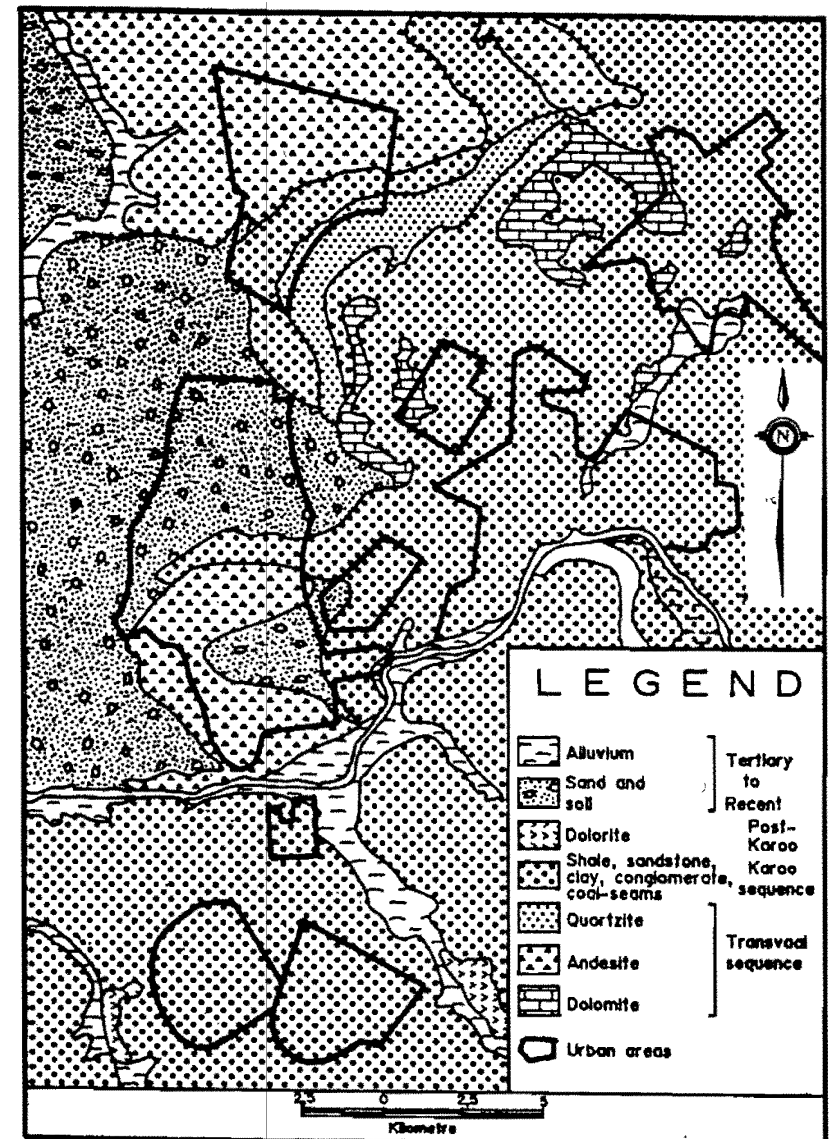 N
LEGEND
Alluvium
Sand and
soil
Tertiary
to
Recent
Dolorite
Post-
Karoo
Shale, sandstone,
clay, conglomerate,
coal-seams
Karoo
sequence
Quartzite
Andesite
Dolomite
Transvaal
sequence
Urban areas
2,5 0 2,5 5
Kilometre